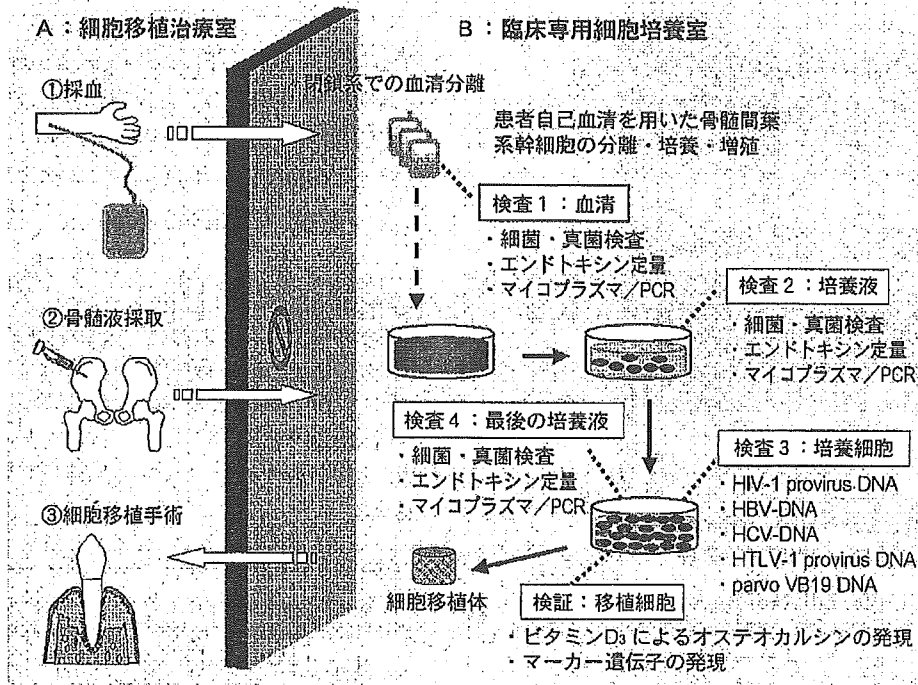 A：細胞移植治療室
B：臨床専用細胞培養室
①採血
閉鎖系での血清分離
患者自己血清を用いた骨髄間葉
系幹細胞の分離・培養・増殖
検査1：血清
・細菌・真菌検査
・エンドトキシン定量
・マイコプラズマ／PCR
②骨髄液採取
検査2：培養液
・細菌・真菌検査
・エンドトキシン定量
・マイコプラズマ／PCR
検査4：最後の培養液
・細菌・真菌検査
・エンドトキシン定量
・マイコプラズマ／PCR
検査3：培養細胞
・HIV-1 provirus DNA
・HBV-DNA
・HCV-DNA
・HTLV-1 provirus DNA
・parvo VB19 DNA
③細胞移植手術
細胞移植体
検証：移植細胞
・ビタミンD₃によるオステオカルシンの発現
・マーカー遺伝子の発現